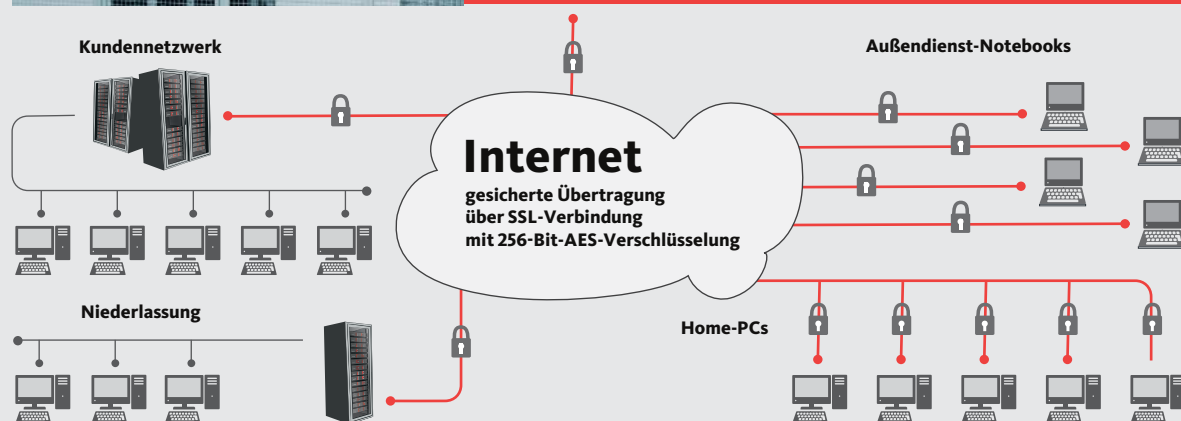 Kundennetzwerk
Außendienst-Notebooks
Internet
gesicherte Übertragung
über SSL-Verbindung
mit 256-Bit-AES-Verschlüsselung
Niederlassung
Home-PCs